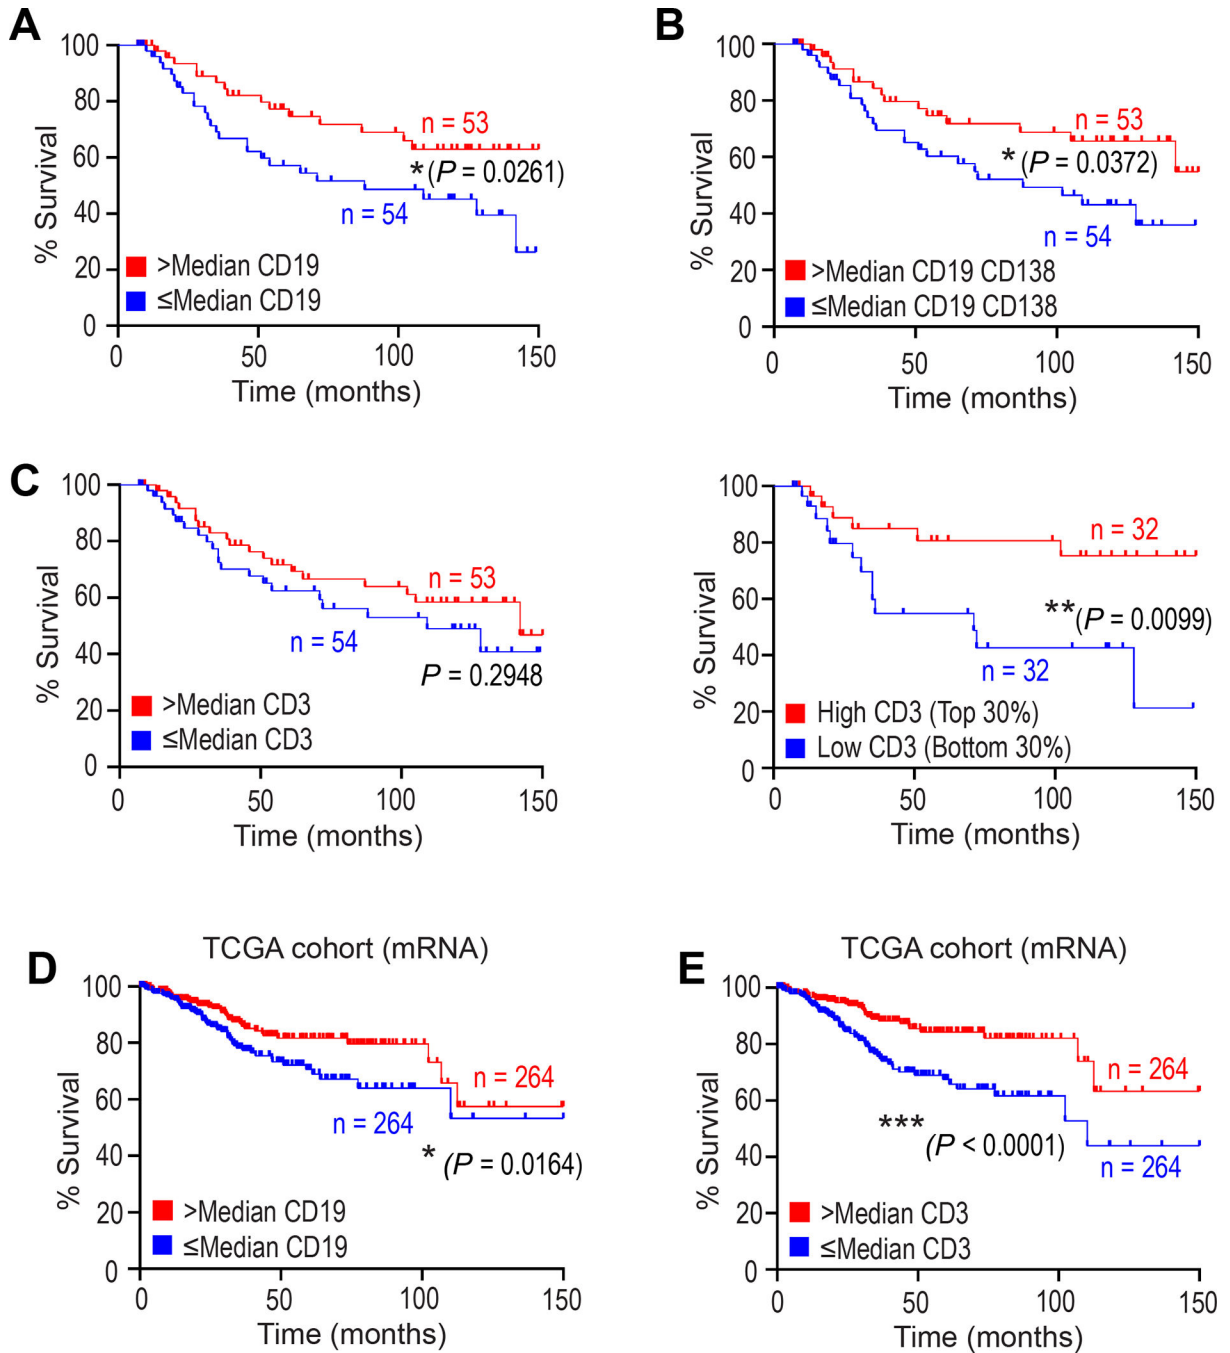 A
% Survival
100
80
60
40
20
0
n = 53
*(P = 0.0261)
n = 54
>Median CD19
≤Median CD19
0 50 100 150
Time (months)
B
% Survival
100
80
60
40
20
0
n = 53
*(P = 0.0372)
n = 54
>Median CD19 CD138
≤Median CD19 CD138
0 50 100 150
Time (months)
C
% Survival
100
80
60
40
20
0
n = 53
n = 54
P = 0.2948
>Median CD3
≤Median CD3
0 50 100 150
Time (months)
% Survival
100
80
60
40
20
0
n = 32
**(P = 0.0099)
n = 32
High CD3 (Top 30%)
Low CD3 (Bottom 30%)
0 50 100 150
Time (months)
D
TCGA cohort (mRNA)
% Survival
100
80
60
40
20
0
n = 264
n = 264
* (P = 0.0164)
>Median CD19
≤Median CD19
0 50 100 150
Time (months)
E
TCGA cohort (mRNA)
% Survival
100
80
60
40
20
0
n = 264
***
(P < 0.0001)
n = 264
>Median CD3
≤Median CD3
0 50 100 150
Time (months)